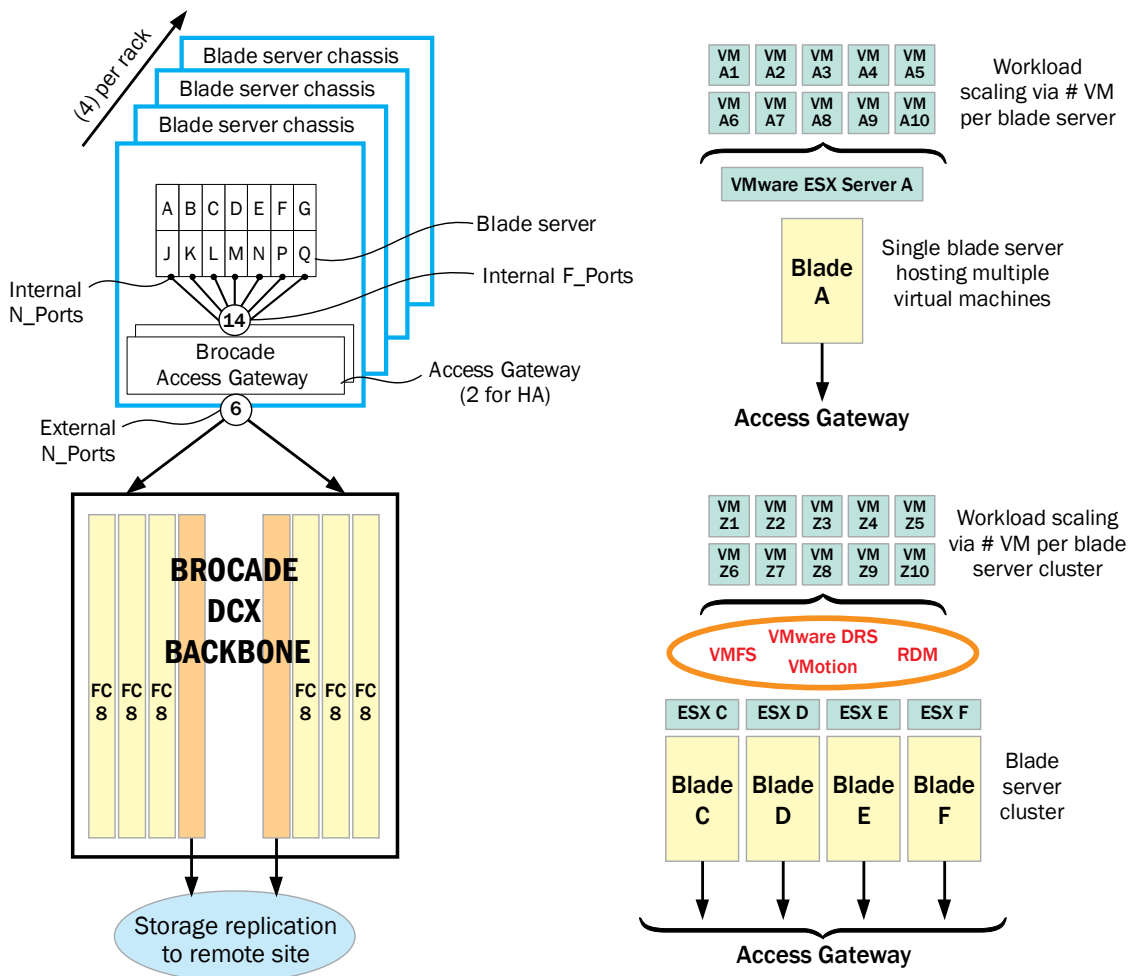 (4) per rack
Blade server chassis
Blade server chassis
Blade server chassis
A B C D E F G
J K L M N P Q
Blade server
Internal
N_Ports
Internal F_Ports
14
Brocade
Access Gateway
Access Gateway
(2 for HA)
6
External
N_Ports
BROCADE
DCX
BACKBONE
FC FC FC FC FC FC
8 8 8 8 8 8
Storage replication
to remote site
VM VM VM VM VM
A1 A2 A3 A4 A5
VM VM VM VM VM
A6 A7 A8 A9 A10
Workload
scaling via # VM
per blade server
VMware ESX Server A
Blade
A
Single blade server
hosting multiple
virtual machines
Access Gateway
VM VM VM VM VM
Z1 Z2 Z3 Z4 Z5
VM VM VM VM VM
Z6 Z7 Z8 Z9 Z10
Workload scaling
via # VM per blade
server cluster
VMware DRS
VMFS RDM
VMotion
ESX C ESX D ESX E ESX F
Blade Blade Blade Blade
C D E F
Blade
server
cluster
Access Gateway